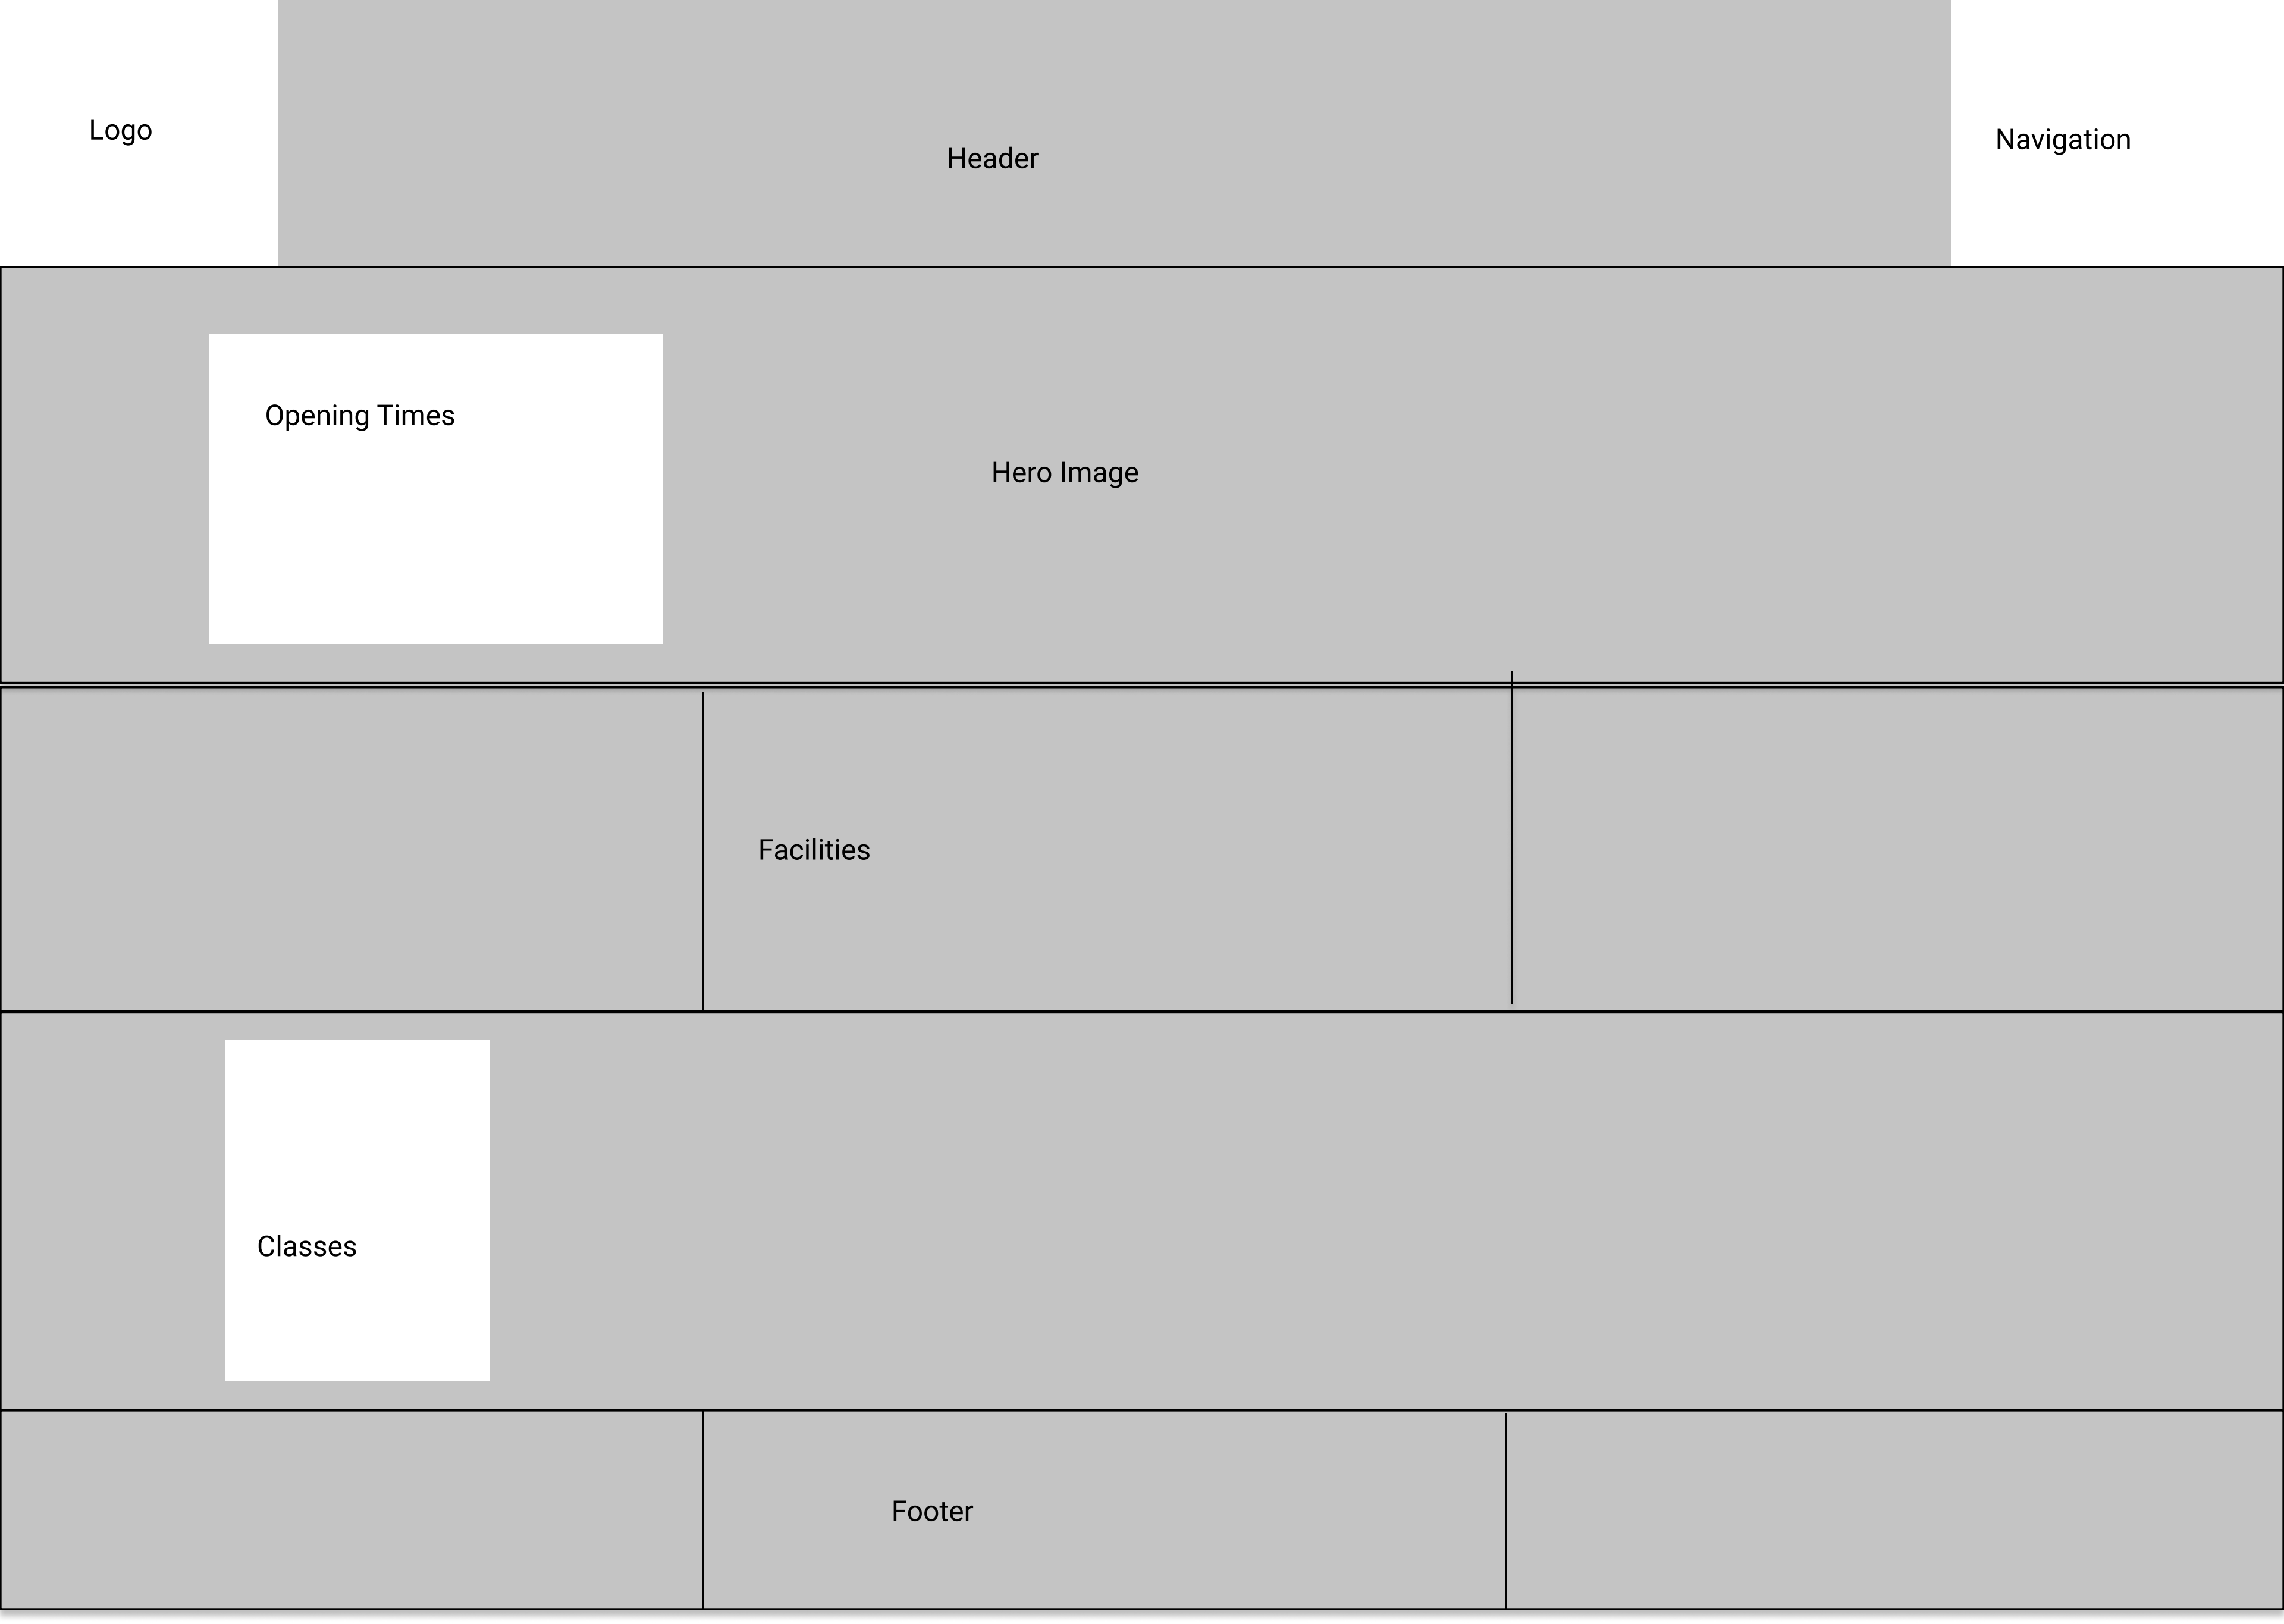 Logo
Header
Navigation
Opening Times
Hero Image
Facilities
Classes
Footer